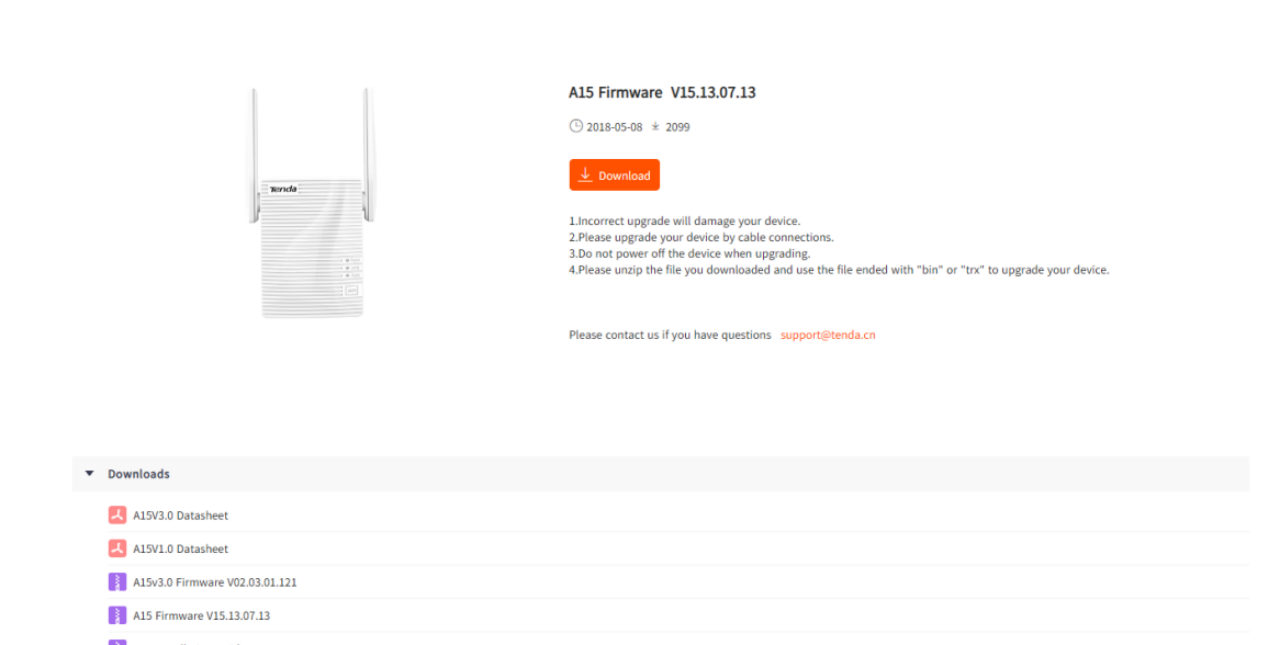 A15 Firmware V15.13.07.13
2018-05-08 2099
Download
Tenda
1.Incorrect upgrade will damage your device.
2.Please upgrade your device by cable connections.
3.Do not power off the device when upgrading.
4.Please unzip the file you downloaded and use the file ended with "bin" or "trx" to upgrade your device.
Please contact us if you have questions support@tenda.cn
Downloads
A15V3.0 Datasheet
A15V1.0 Datasheet
A15v3.0 Firmware V02.03.01.121
A15 Firmware V15.13.07.13